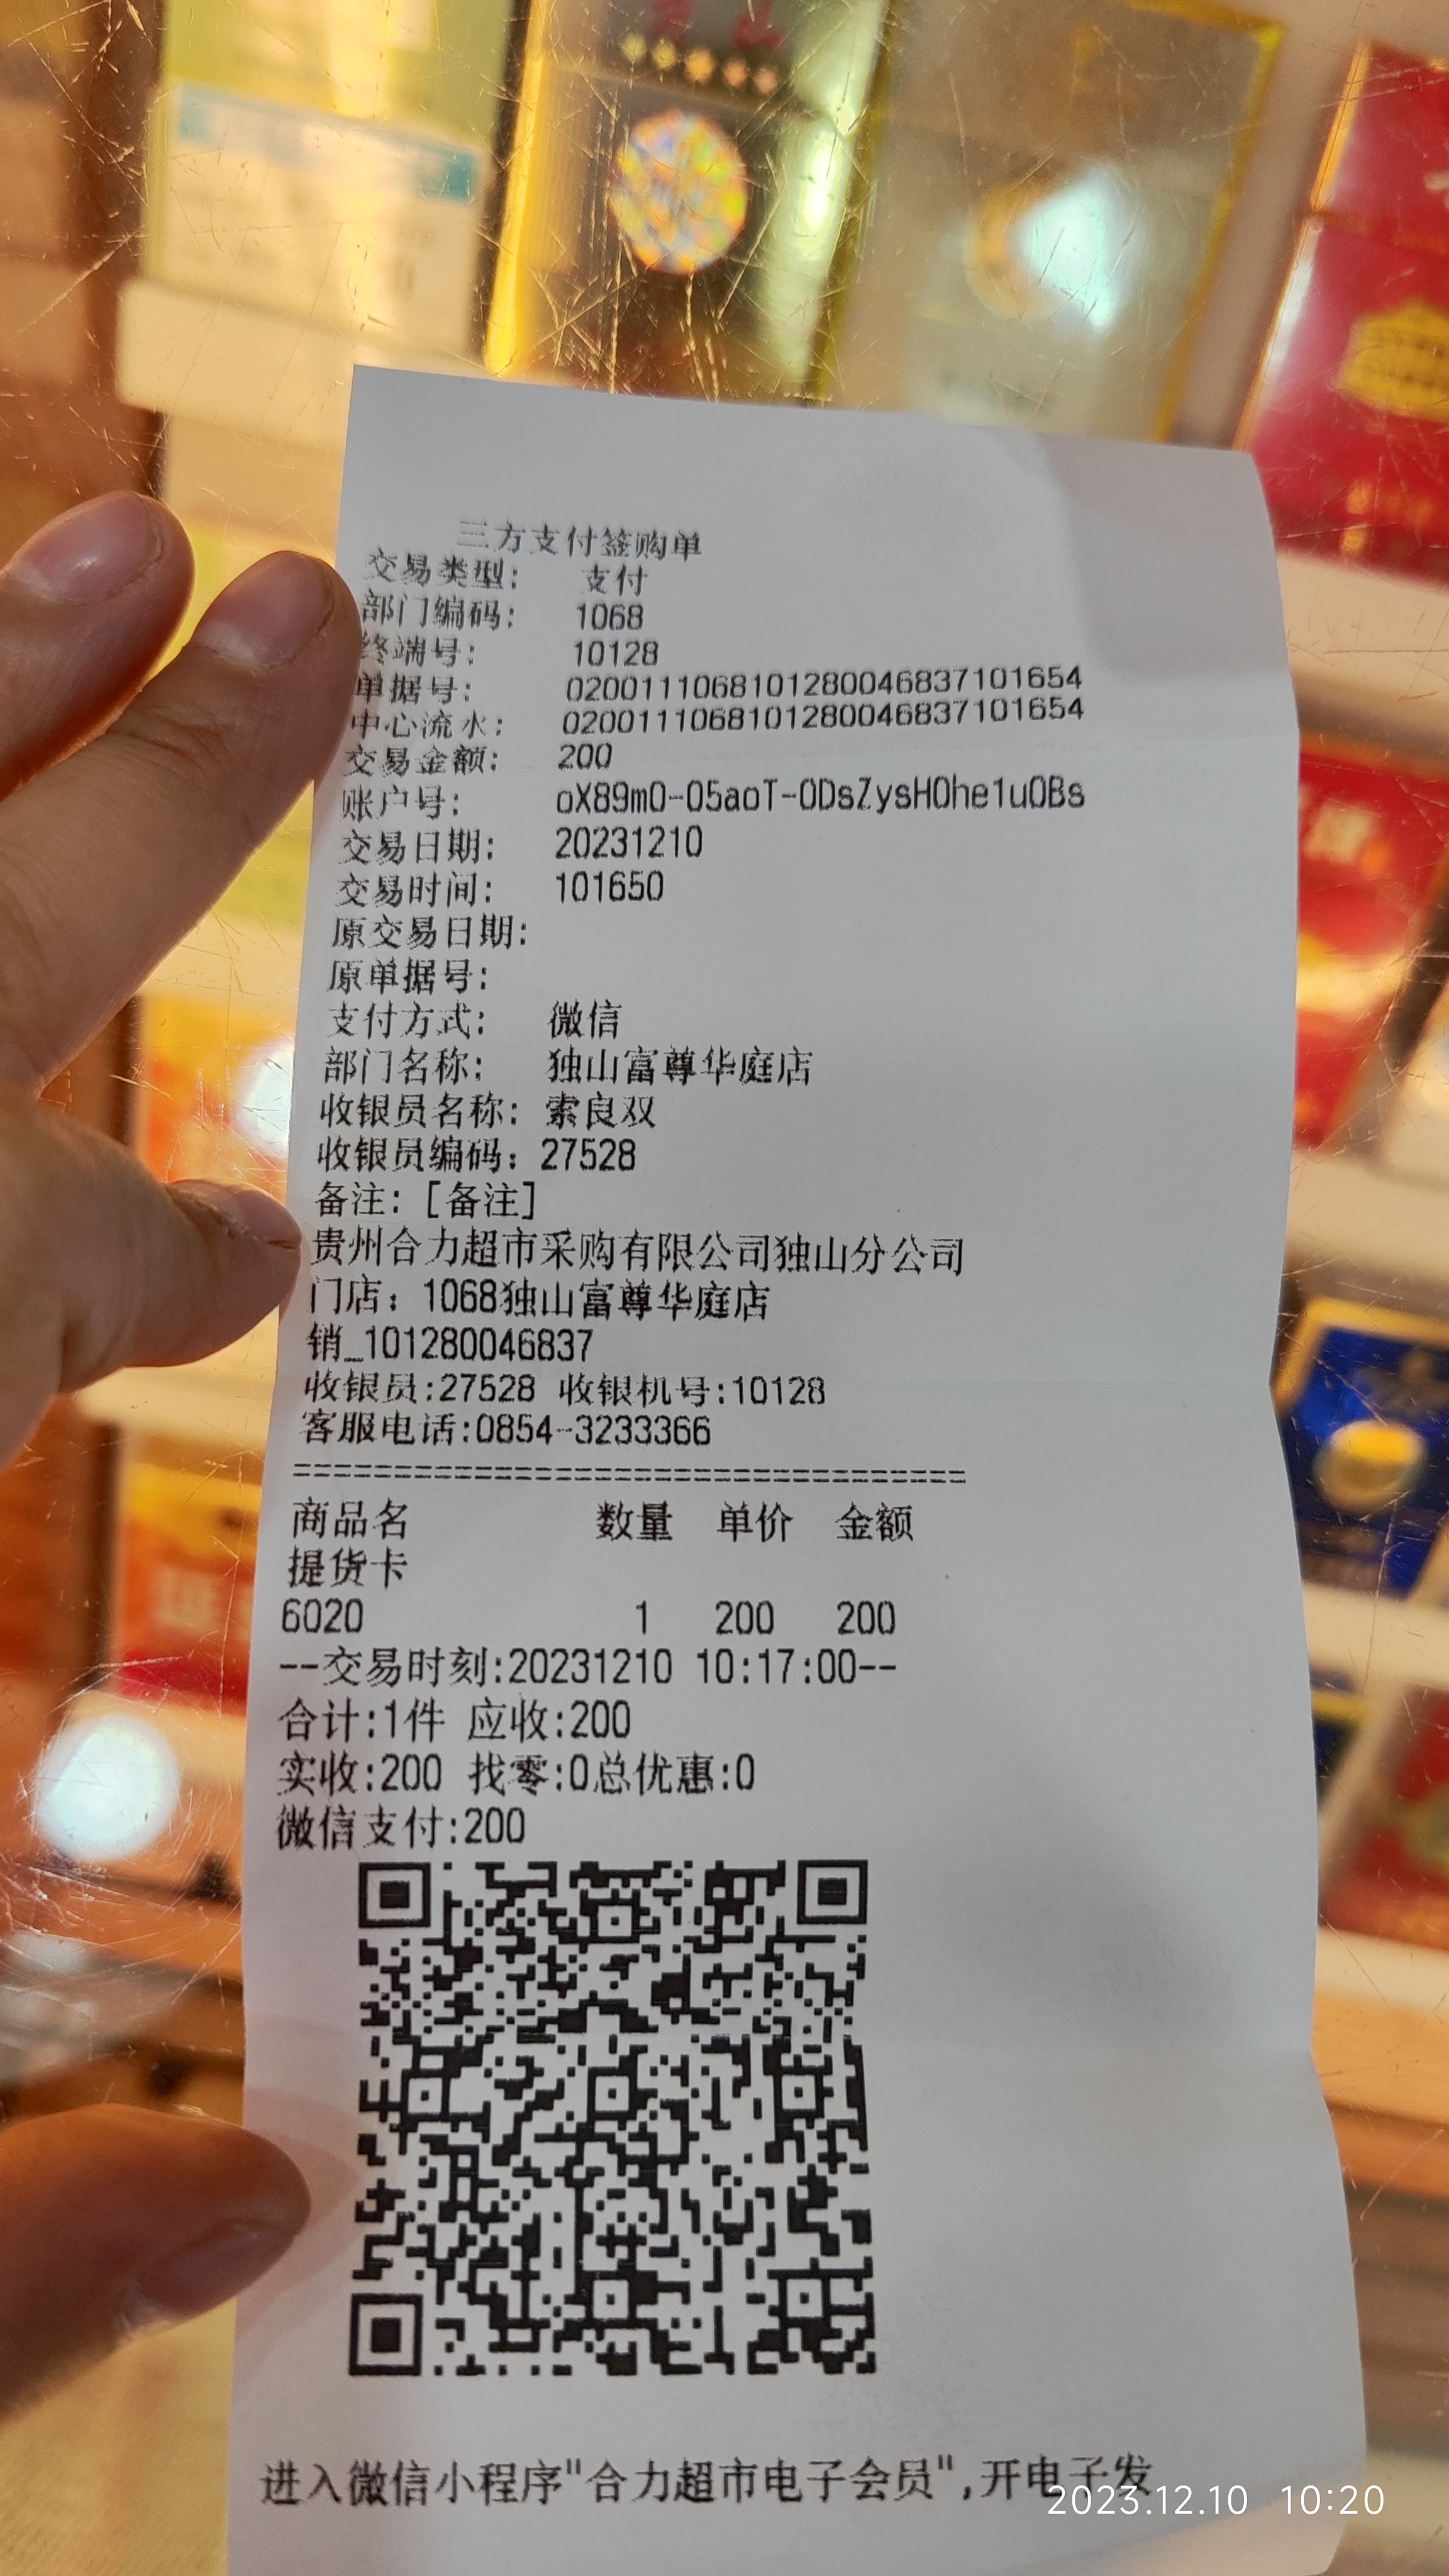 三方支付签购单
交易类型: 支付
部门编码: 1068
终端号: 10128
单据号: 020011106810128004683​7101654
中心流水: 0200111068101280046837101654
交易金额: 200
账户号: oX89m0-05aoT-0DsZysH0he1u0Bs
交易日期: 20231210
交易时间: 101650
原交易日期:
原单据号:
支付方式: 微信
部门名称: 独山富尊华庭店
收银员名称: 索良双
收银员编码: 27528
备注: [备注]
贵州合力超市采购有限公司独山分公司
门店: 1068独山富尊华庭店
销_101280046837
收银员:27528 收银机号:10128
客服电话:0854-3233366
==================================
商品名 数量 单价 金额
提货卡
6020 1 200 200
--交易时刻:20231210 10:17:00--
合计:1件 应收:200
实收:200 找零:0总优惠:0
微信支付:200
进入微信小程序"合力超市电子会员",开电子发
2023.12.10 10:20